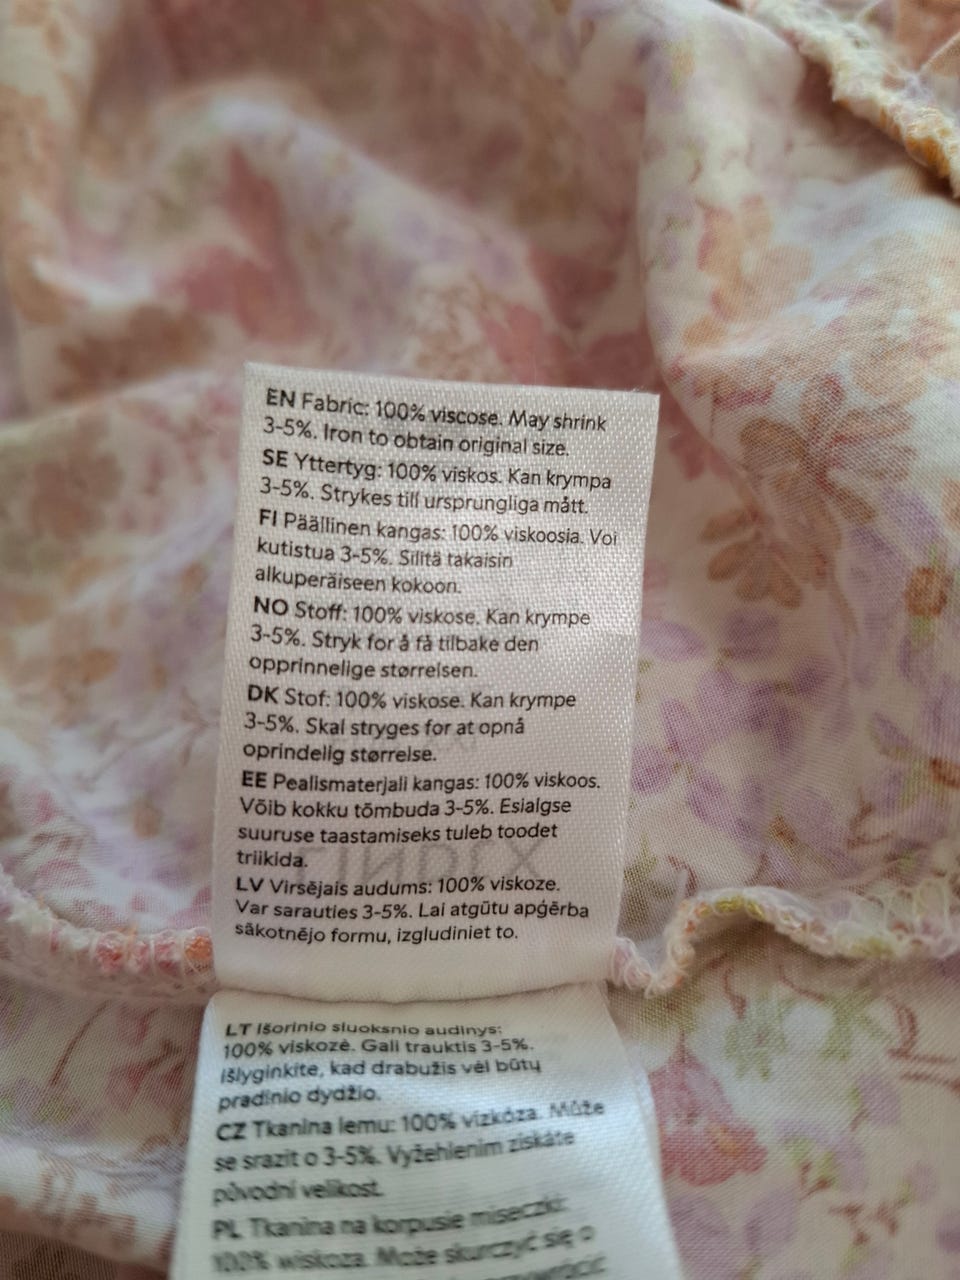 EN Fabric: 100% viscose. May shrink
3-5%. Iron to obtain original size.
SE Yttertyg: 100% viskos. Kan krympa
3-5%. Strykes till ursprungliga mått.
FI Päällinen kangas: 100% viskoosia. Voi
kutistua 3-5%. Silitä takaisin
alkuperäiseen kokoon.
NO Stoff: 100% viskose. Kan krympe
3-5%. Stryk for å få tilbake den
opprinnelige størrelsen.
DK Stof: 100% viskose. Kan krympe
3-5%. Skal stryges for at opnå
oprindelig størrelse.
EE Pealismaterjali kangas: 100% viskoos.
Võib kokku tõmbuda 3-5%. Esialgse
suuruse taastamiseks tuleb toodet
triikida.
LV Virsējais audums: 100% viskoze.
Var sarauties 3-5%. Lai atgūtu apģērba
sākotnējo formu, izgludiniet to.
LT Išorinio sluoksnio audinys:
100% viskozė. Gali trauktis 3-5%.
Išlyginkite, kad drabužis vėl būtų
pradinio dydžio.
CZ Tkanina lemu: 100% vizkóza. Může
se srazit o 3-5%. Vyžehlením získáte
původní velikost.
PL Tkanina na korpusie miseczki:
100% wiskoza. Może skurczyć się o